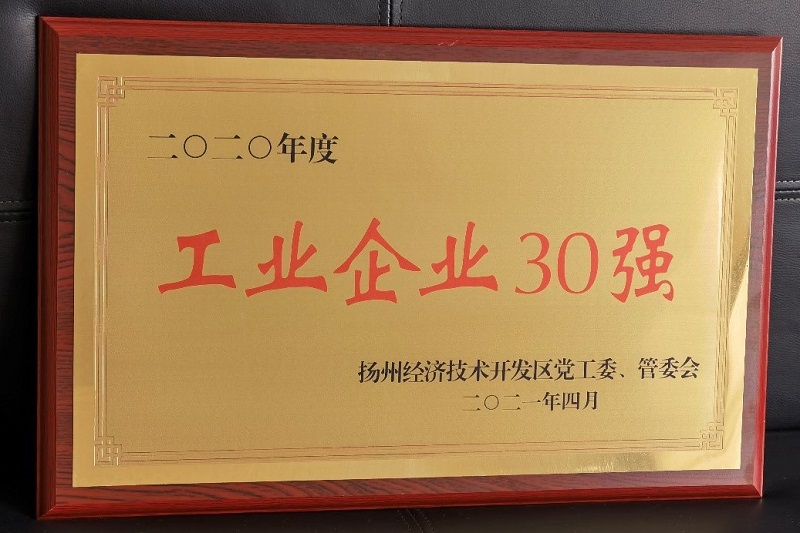 二〇二〇年度
工业企业30强
扬州经济技术开发区党工委、管委会
二〇二一年四月